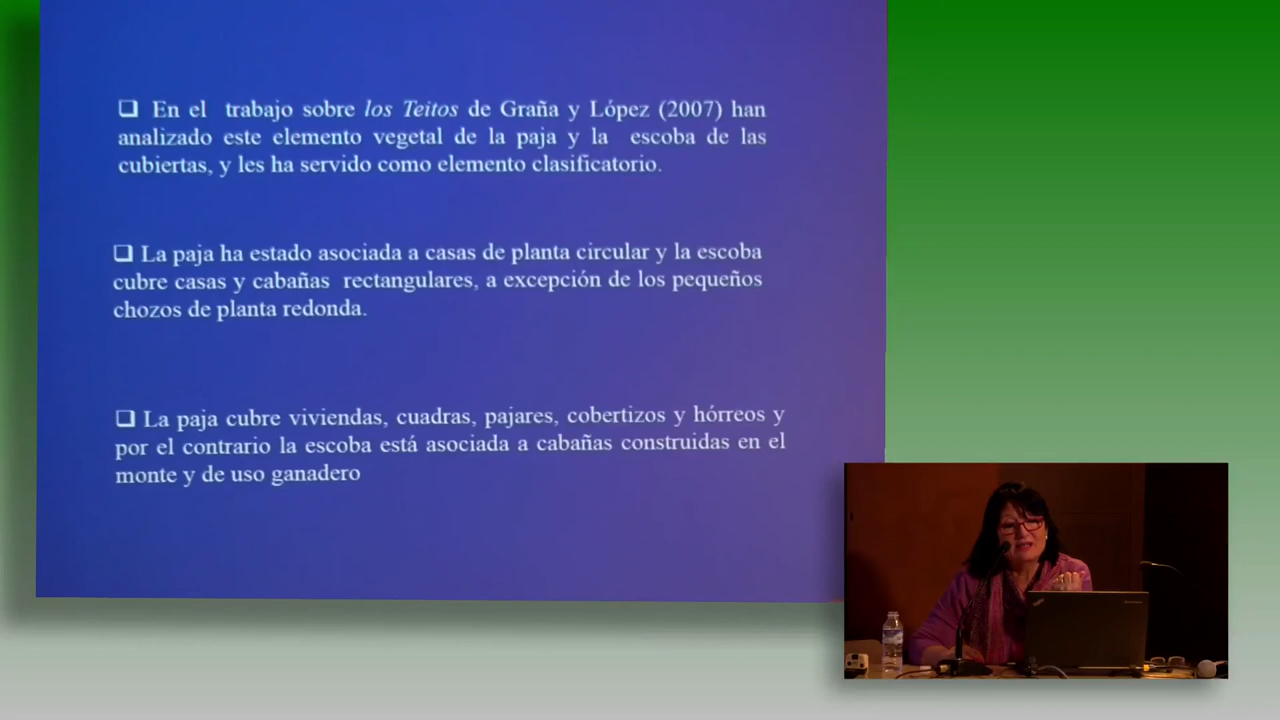 ❑ En el trabajo sobre los Teitos de Graña y López (2007) han
analizado este elemento vegetal de la paja y la escoba de las
cubiertas, y les ha servido como elemento clasificatorio.
❑ La paja ha estado asociada a casas de planta circular y la escoba
cubre casas y cabañas rectangulares, a excepción de los pequeños
chozos de planta redonda.
❑ La paja cubre viviendas, cuadras, pajares, cobertizos y hórreos y
por el contrario la escoba está asociada a cabañas construidas en el
monte y de uso ganadero